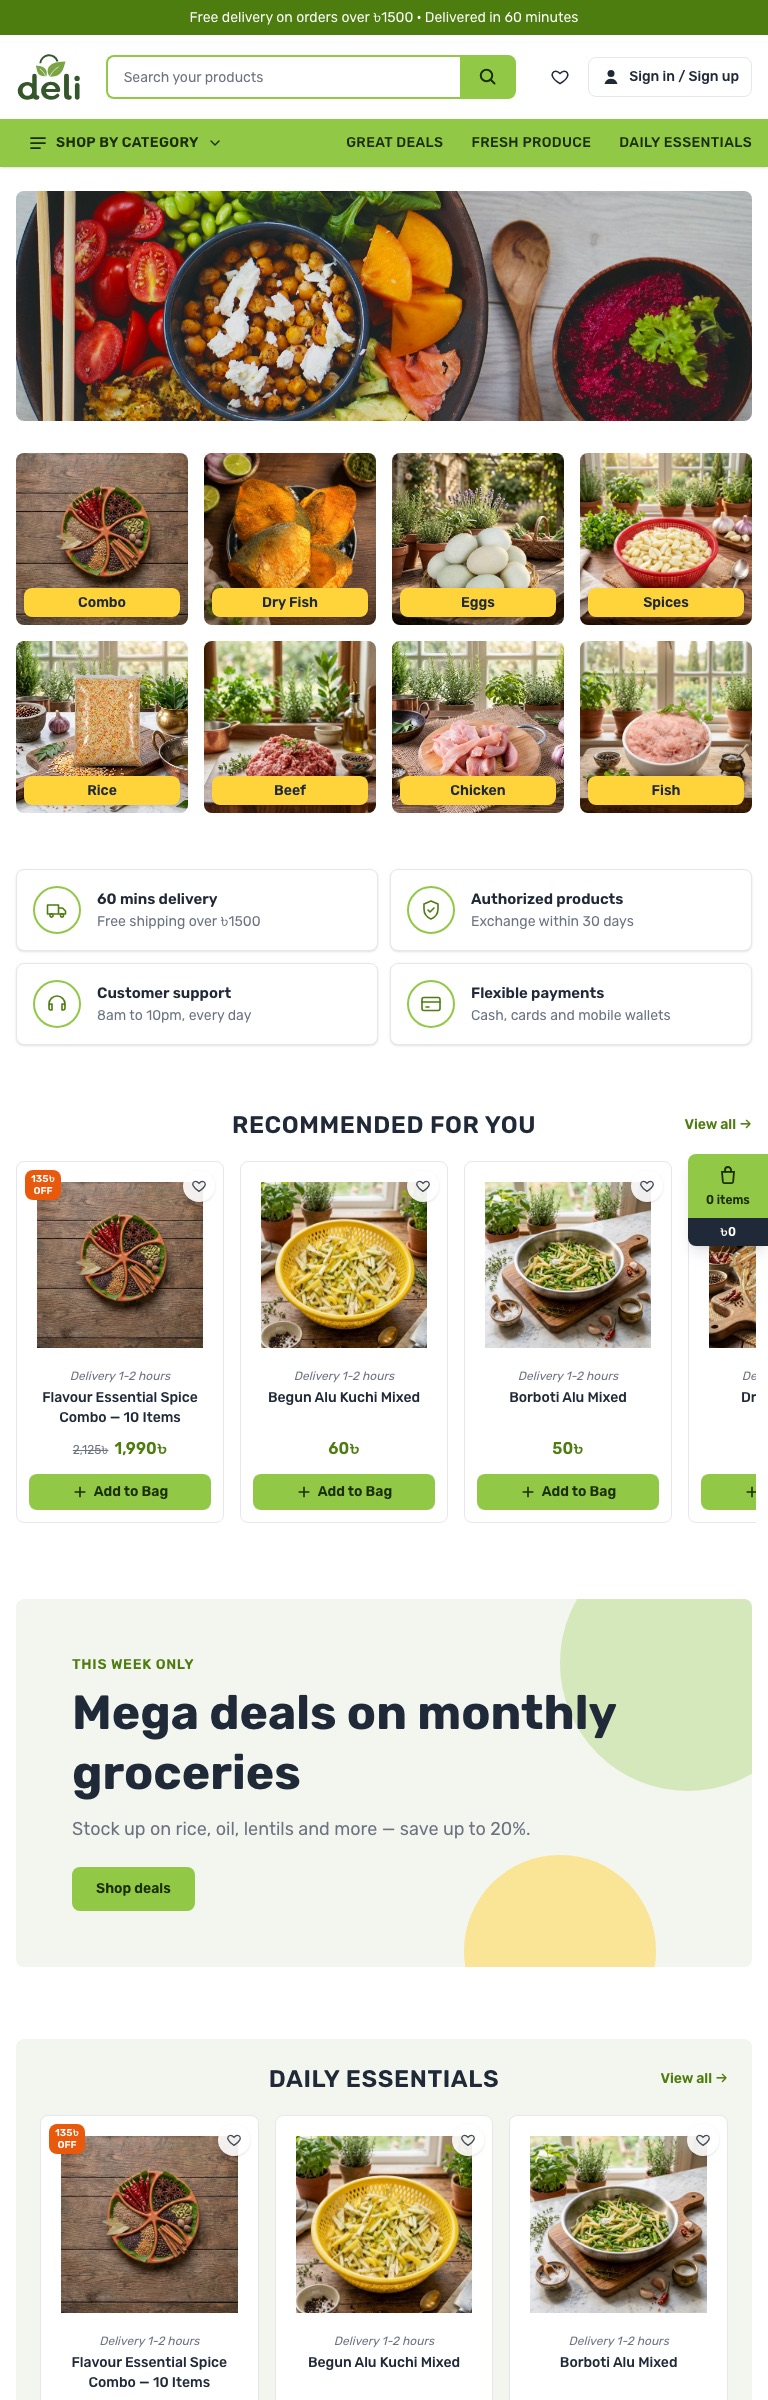 Free delivery on orders over ৳1500 • Delivered in 60 minutes
deli
Search your products
Sign in / Sign up
SHOP BY CATEGORY
GREAT DEALS
FRESH PRODUCE
DAILY ESSENTIALS
Combo
Dry Fish
Eggs
Spices
Rice
Beef
Chicken
Fish
60 mins delivery
Free shipping over ৳1500
Authorized products
Exchange within 30 days
Customer support
8am to 10pm, every day
Flexible payments
Cash, cards and mobile wallets
RECOMMENDED FOR YOU
View all →
0 items
৳0
135৳
OFF
Delivery 1-2 hours
Flavour Essential Spice
Combo — 10 Items
2,125৳ 1,990৳
+ Add to Bag
Delivery 1-2 hours
Begun Alu Kuchi Mixed
60৳
+ Add to Bag
Delivery 1-2 hours
Borboti Alu Mixed
50৳
+ Add to Bag
THIS WEEK ONLY
Mega deals on monthly
groceries
Stock up on rice, oil, lentils and more — save up to 20%.
Shop deals
DAILY ESSENTIALS
View all →
135৳
OFF
Delivery 1-2 hours
Flavour Essential Spice
Combo — 10 Items
Delivery 1-2 hours
Begun Alu Kuchi Mixed
Delivery 1-2 hours
Borboti Alu Mixed